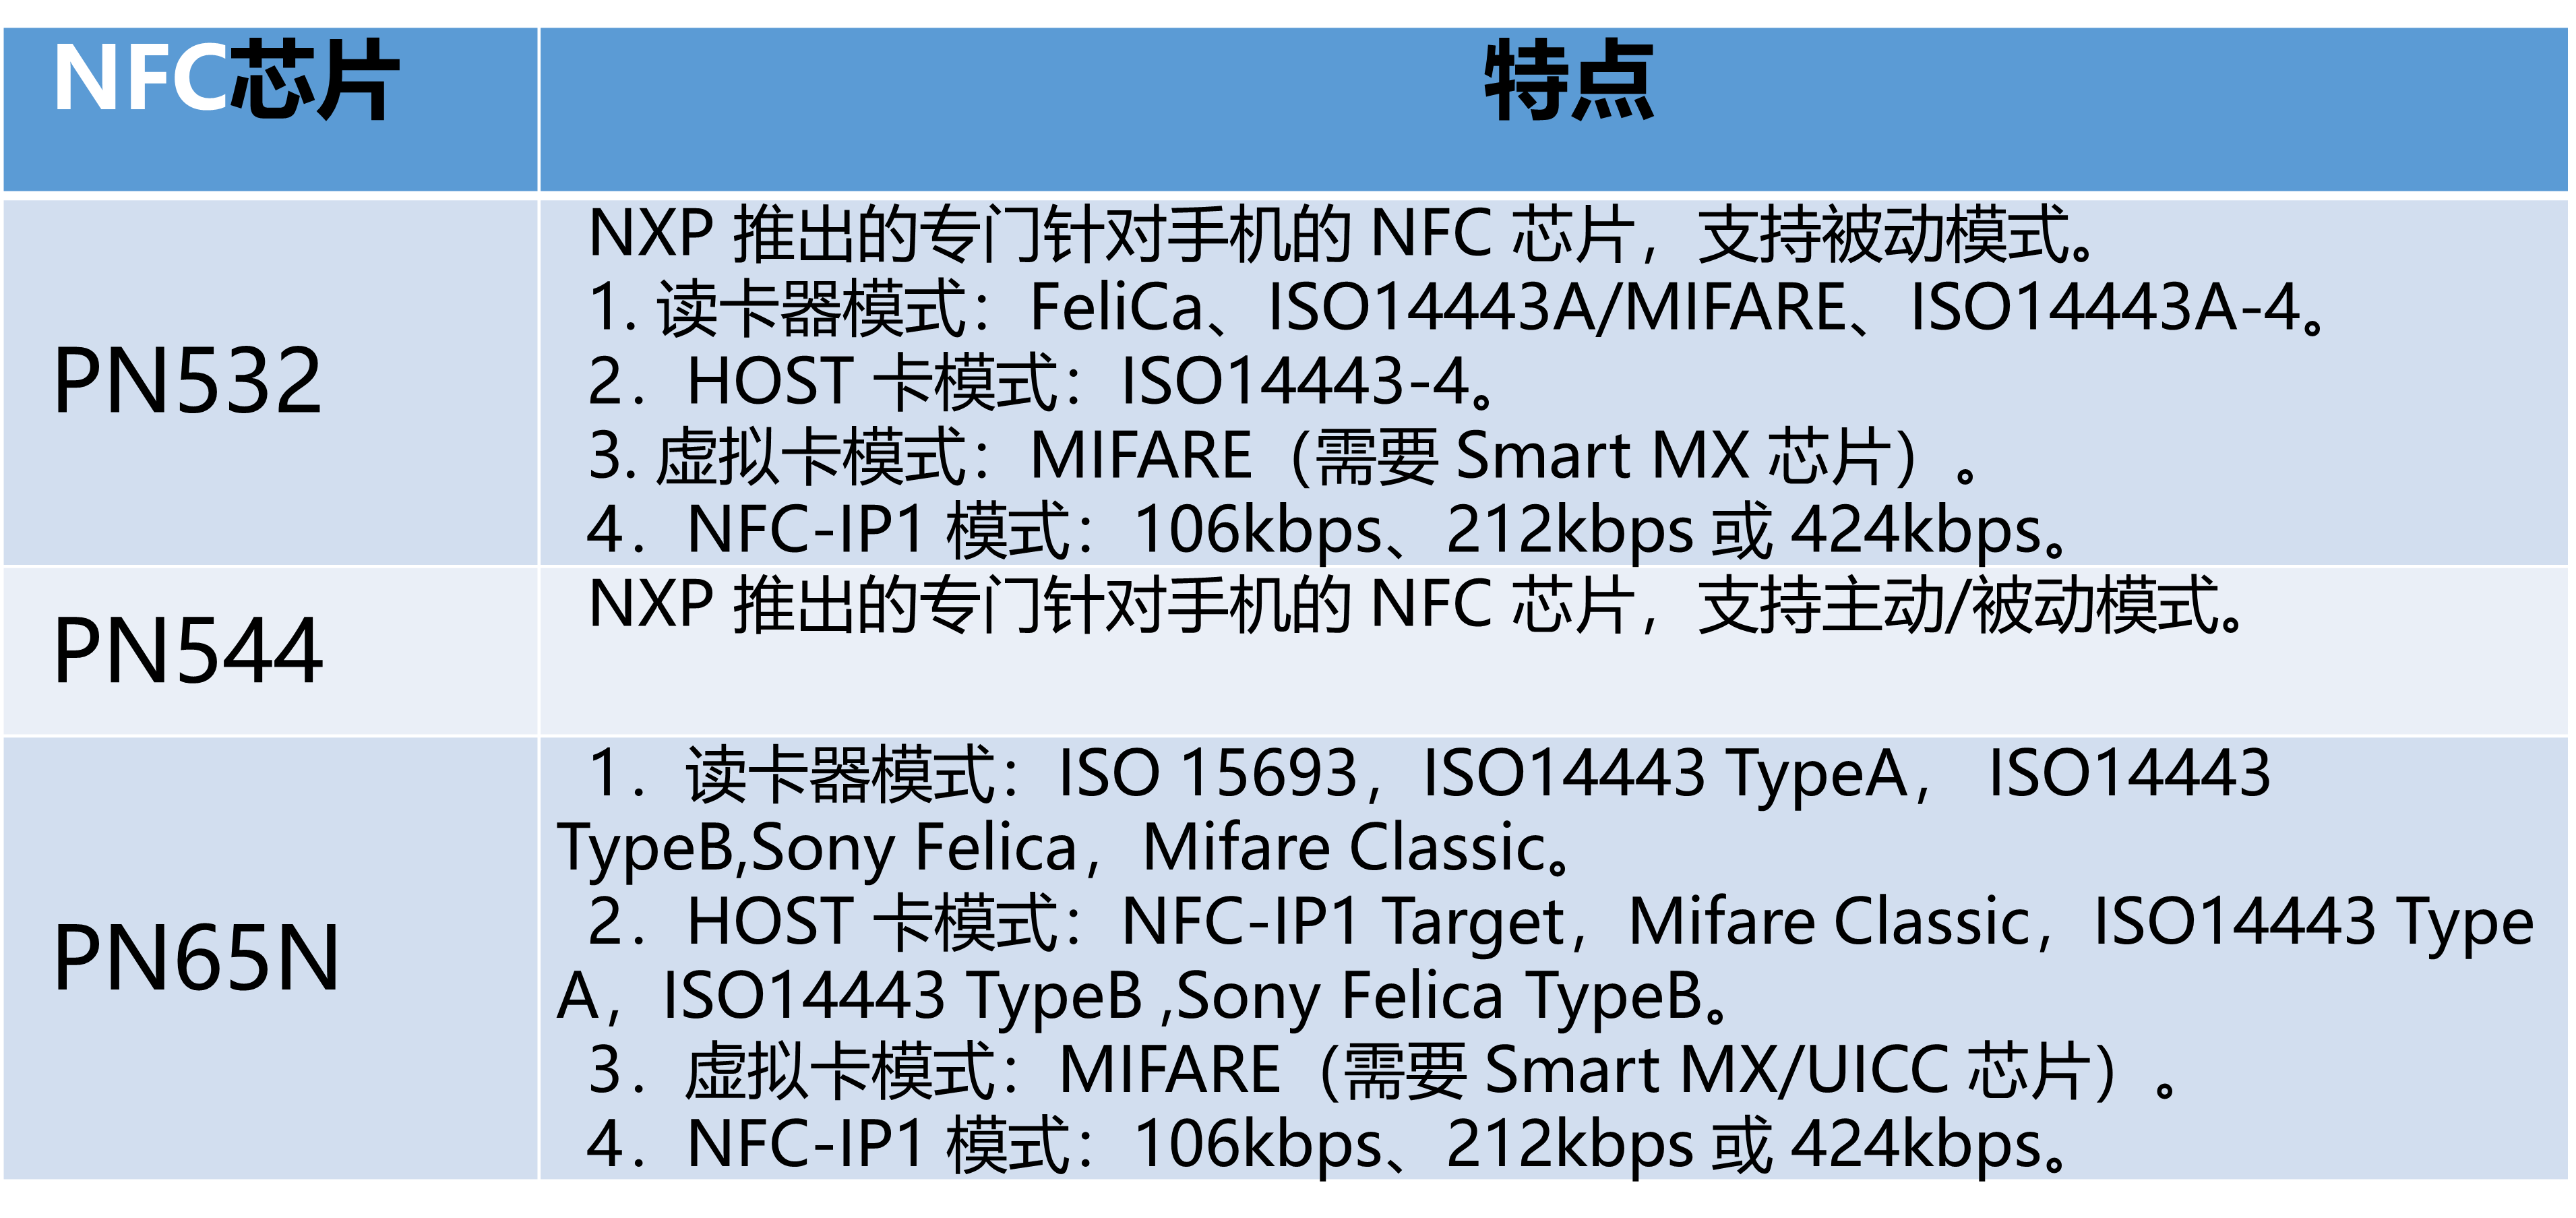 NFC芯片
特点
PN532
NXP 推出的专门针对手机的 NFC 芯片，支持被动模式。
1. 读卡器模式：FeliCa、ISO14443A/MIFARE、ISO14443A-4。
2．HOST 卡模式：ISO14443-4。
3. 虚拟卡模式：MIFARE（需要 Smart MX 芯片）。
4．NFC-IP1 模式：106kbps、212kbps 或 424kbps。
PN544
NXP 推出的专门针对手机的 NFC 芯片，支持主动/被动模式。
PN65N
1．读卡器模式：ISO 15693，ISO14443 TypeA， ISO14443
TypeB,Sony Felica，Mifare Classic。
2．HOST 卡模式：NFC-IP1 Target，Mifare Classic，ISO14443 Type
A，ISO14443 TypeB ,Sony Felica TypeB。
3．虚拟卡模式：MIFARE（需要 Smart MX/UICC 芯片）。
4．NFC-IP1 模式：106kbps、212kbps 或 424kbps。